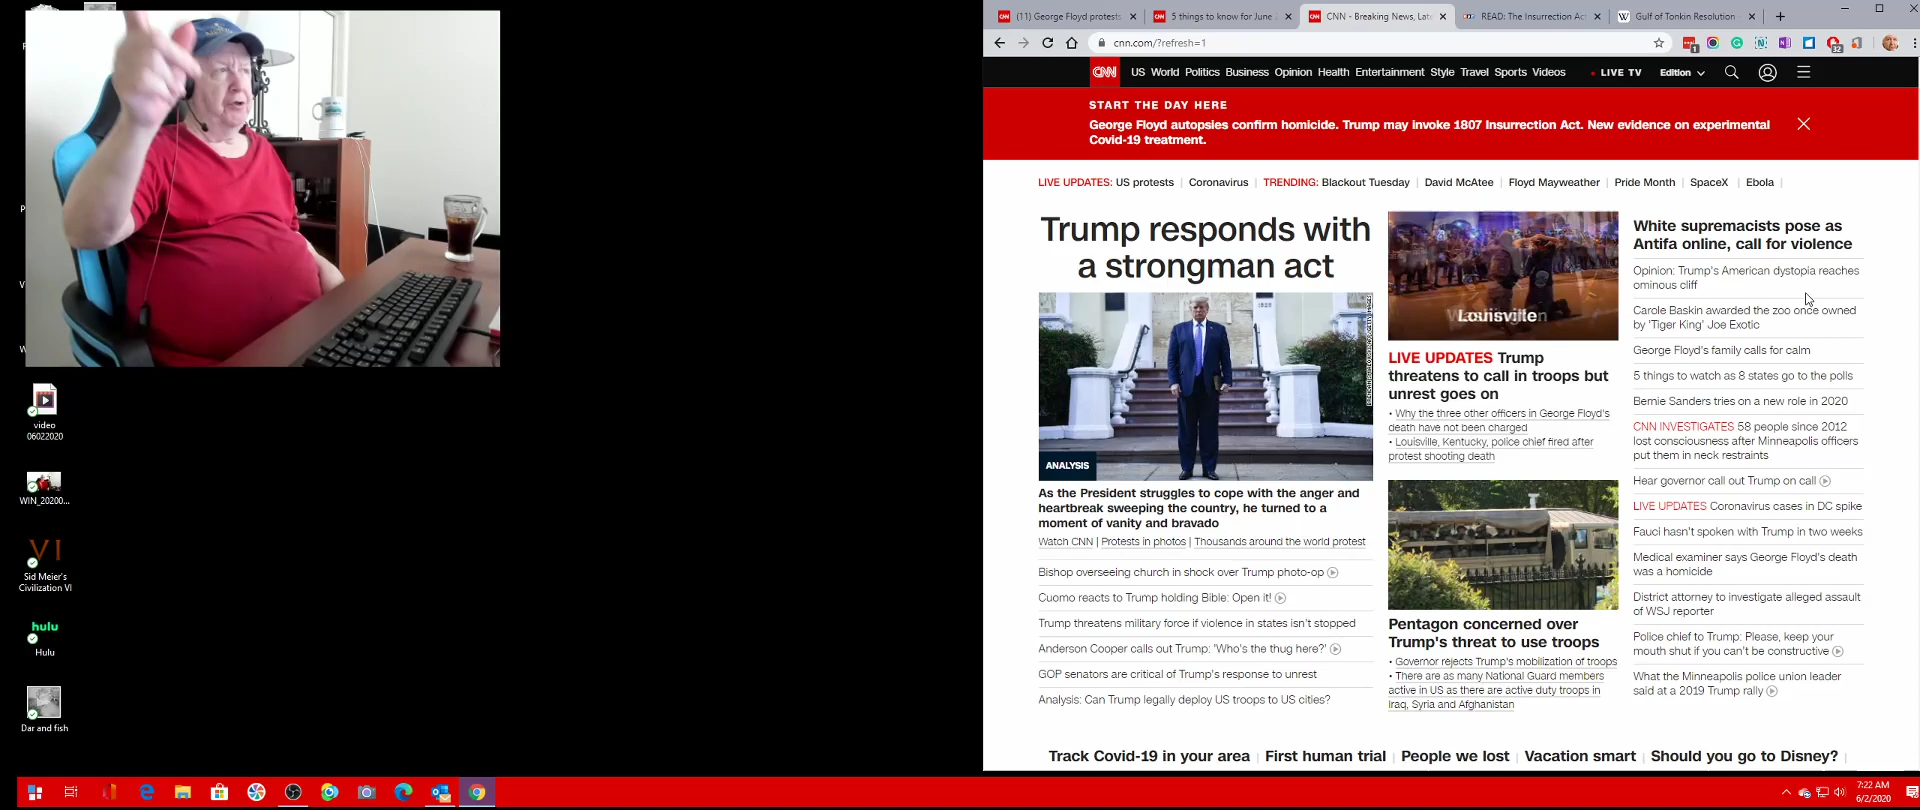 (11) George Floyd protests
5 things to know for June
CNN - Breaking News, Late
READ: The Insurrection Act
Gulf of Tonkin Resolution
cnn.com/?refresh=1
CNN US World Politics Business Opinion Health Entertainment Style Travel Sports Videos LIVE TV Edition
START THE DAY HERE
George Floyd autopsies confirm homicide. Trump may invoke 1807 Insurrection Act. New evidence on experimental
Covid-19 treatment.
LIVE UPDATES: US protests | Coronavirus | TRENDING: Blackout Tuesday | David McAtee | Floyd Mayweather | Pride Month | SpaceX | Ebola |
Trump responds with
a strongman act
ANALYSIS
As the President struggles to cope with the anger and
heartbreak sweeping the country, he turned to a
moment of vanity and bravado
Watch CNN | Protests in photos | Thousands around the world protest
Bishop overseeing church in shock over Trump photo-op
Cuomo reacts to Trump holding Bible: Open it!
Trump threatens military force if violence in states isn't stopped
Anderson Cooper calls out Trump: 'Who's the thug here?'
GOP senators are critical of Trump's response to unrest
Analysis: Can Trump legally deploy US troops to US cities?
Louisville
LIVE UPDATES Trump
threatens to call in troops but
unrest goes on
• Why the three other officers in George Floyd's
death have not been charged
• Louisville, Kentucky, police chief fired after
protest shooting death
Pentagon concerned over
Trump's threat to use troops
• Governor rejects Trump's mobilization of troops
• There are as many National Guard members
active in US as there are active duty troops in
Iraq, Syria and Afghanistan
White supremacists pose as
Antifa online, call for violence
Opinion: Trump's American dystopia reaches
ominous cliff
Carole Baskin awarded the zoo once owned
by 'Tiger King' Joe Exotic
George Floyd's family calls for calm
5 things to watch as 8 states go to the polls
Bernie Sanders tries on a new role in 2020
CNN INVESTIGATES 58 people since 2012
lost consciousness after Minneapolis officers
put them in neck restraints
Hear governor call out Trump on call
LIVE UPDATES Coronavirus cases in DC spike
Fauci hasn't spoken with Trump in two weeks
Medical examiner says George Floyd's death
was a homicide
District attorney to investigate alleged assault
of WSJ reporter
Police chief to Trump: Please, keep your
mouth shut if you can't be constructive
What the Minneapolis police union leader
said at a 2019 Trump rally
Track Covid-19 in your area | First human trial | People we lost | Vacation smart | Should you go to Disney? |
video
06022020
WIN_20200...
VI
Sid Meier's
Civilization VI
hulu
Hulu
Dar and fish
7:22 AM
6/2/2020